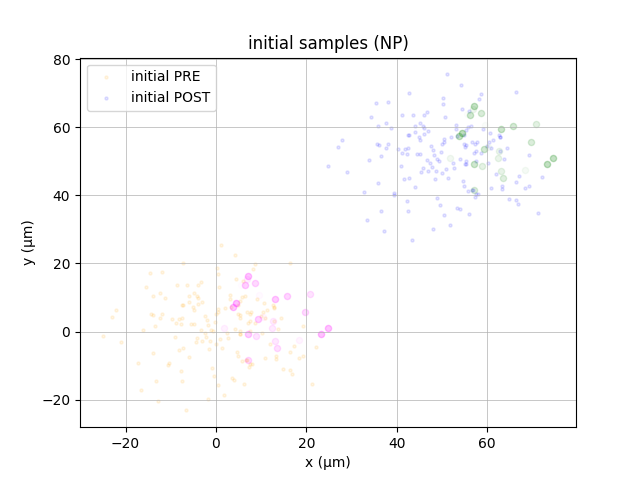 initial samples (NP)
80
60
40
20
0
−20
y (μm)
initial PRE
initial POST
−20
0
20
40
60
x (μm)